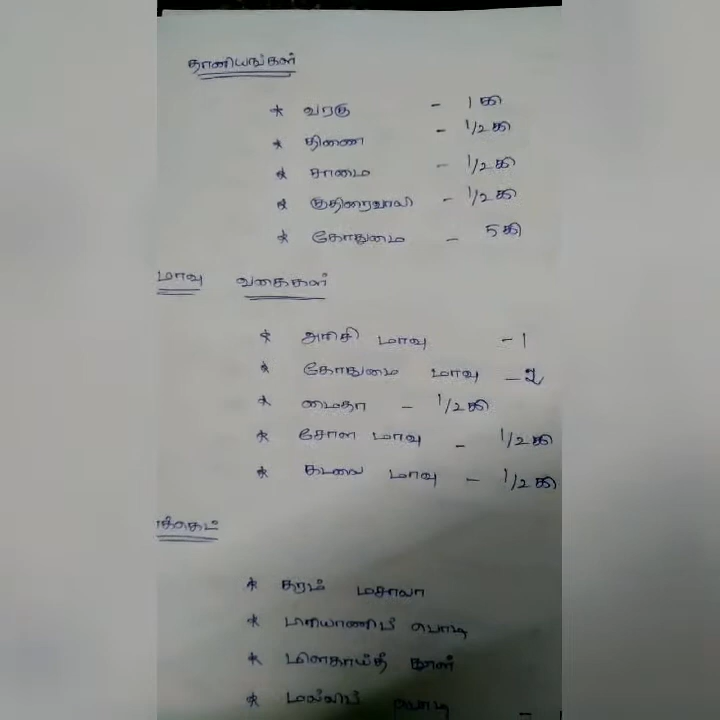 தானியங்கள்
* வரகு - 1 கி
* தினை - 1/2 கி
* சாமை - 1/2 கி
* குதிரைவாலி - 1/2 கி
* கோதுமை - 5 கி
மாவு வகைகள்
* அரிசி மாவு - 1
* கோதுமை மாவு - 2
* மைதா - 1/2 கி
* சோள மாவு - 1/2 கி
* கடலை மாவு - 1/2 கி
* கரம் மசாலா
* பிரியாணிப் பொடி
* மிளகாய்த் தூள்
* மல்லிப் பொடி -